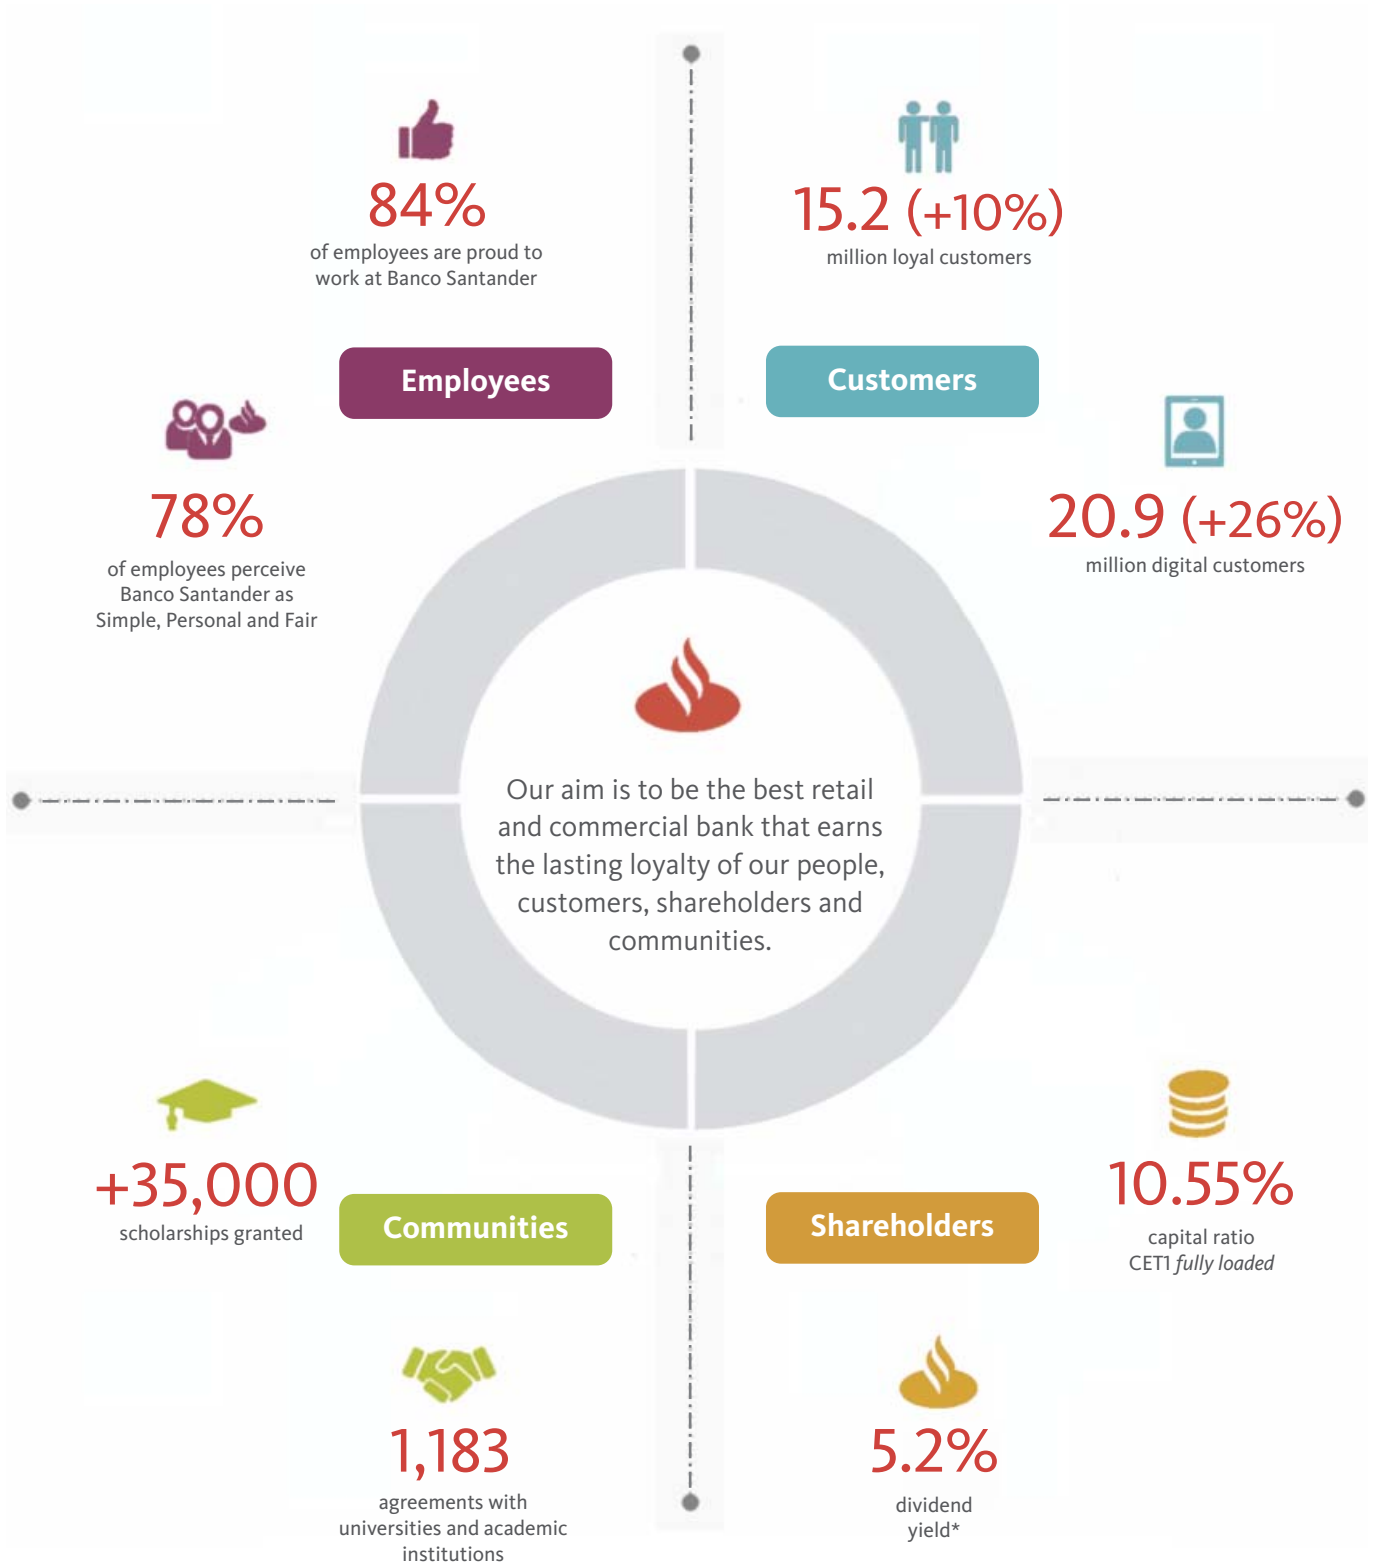 84%
of employees are proud to
work at Banco Santander
Employees
78%
of employees perceive
Banco Santander as
Simple, Personal and Fair
15.2 (+10%)
million loyal customers
Customers
20.9 (+26%)
million digital customers
Our aim is to be the best retail
and commercial bank that earns
the lasting loyalty of our people,
customers, shareholders and
communities.
+35,000
scholarships granted
Communities
1,183
agreements with
universities and academic
institutions
Shareholders
10.55%
capital ratio
CET1 fully loaded
5.2%
dividend
yield*